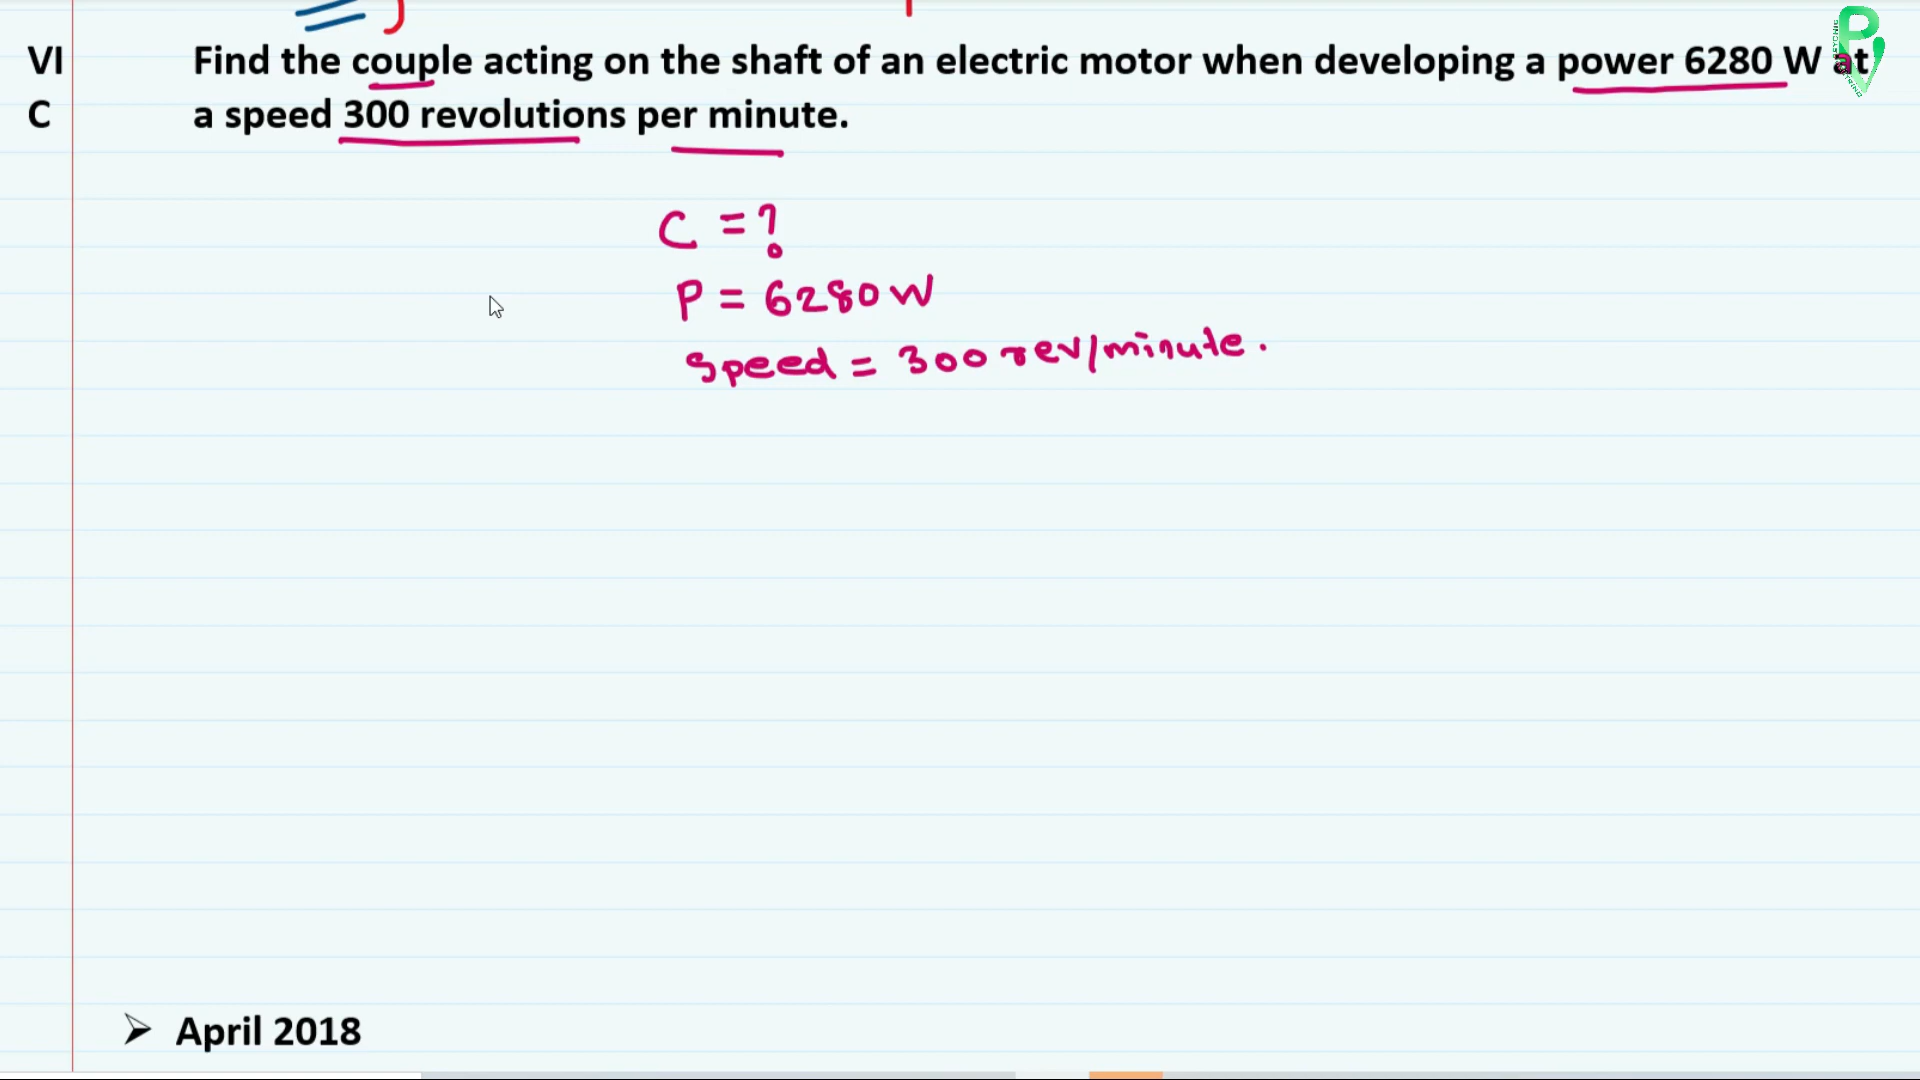 VI Find the couple acting on the shaft of an electric motor when developing a power 6280 W at
C a speed 300 revolutions per minute.
C = ?
P = 6280 W
Speed = 300 rev/minute.
➢ April 2018